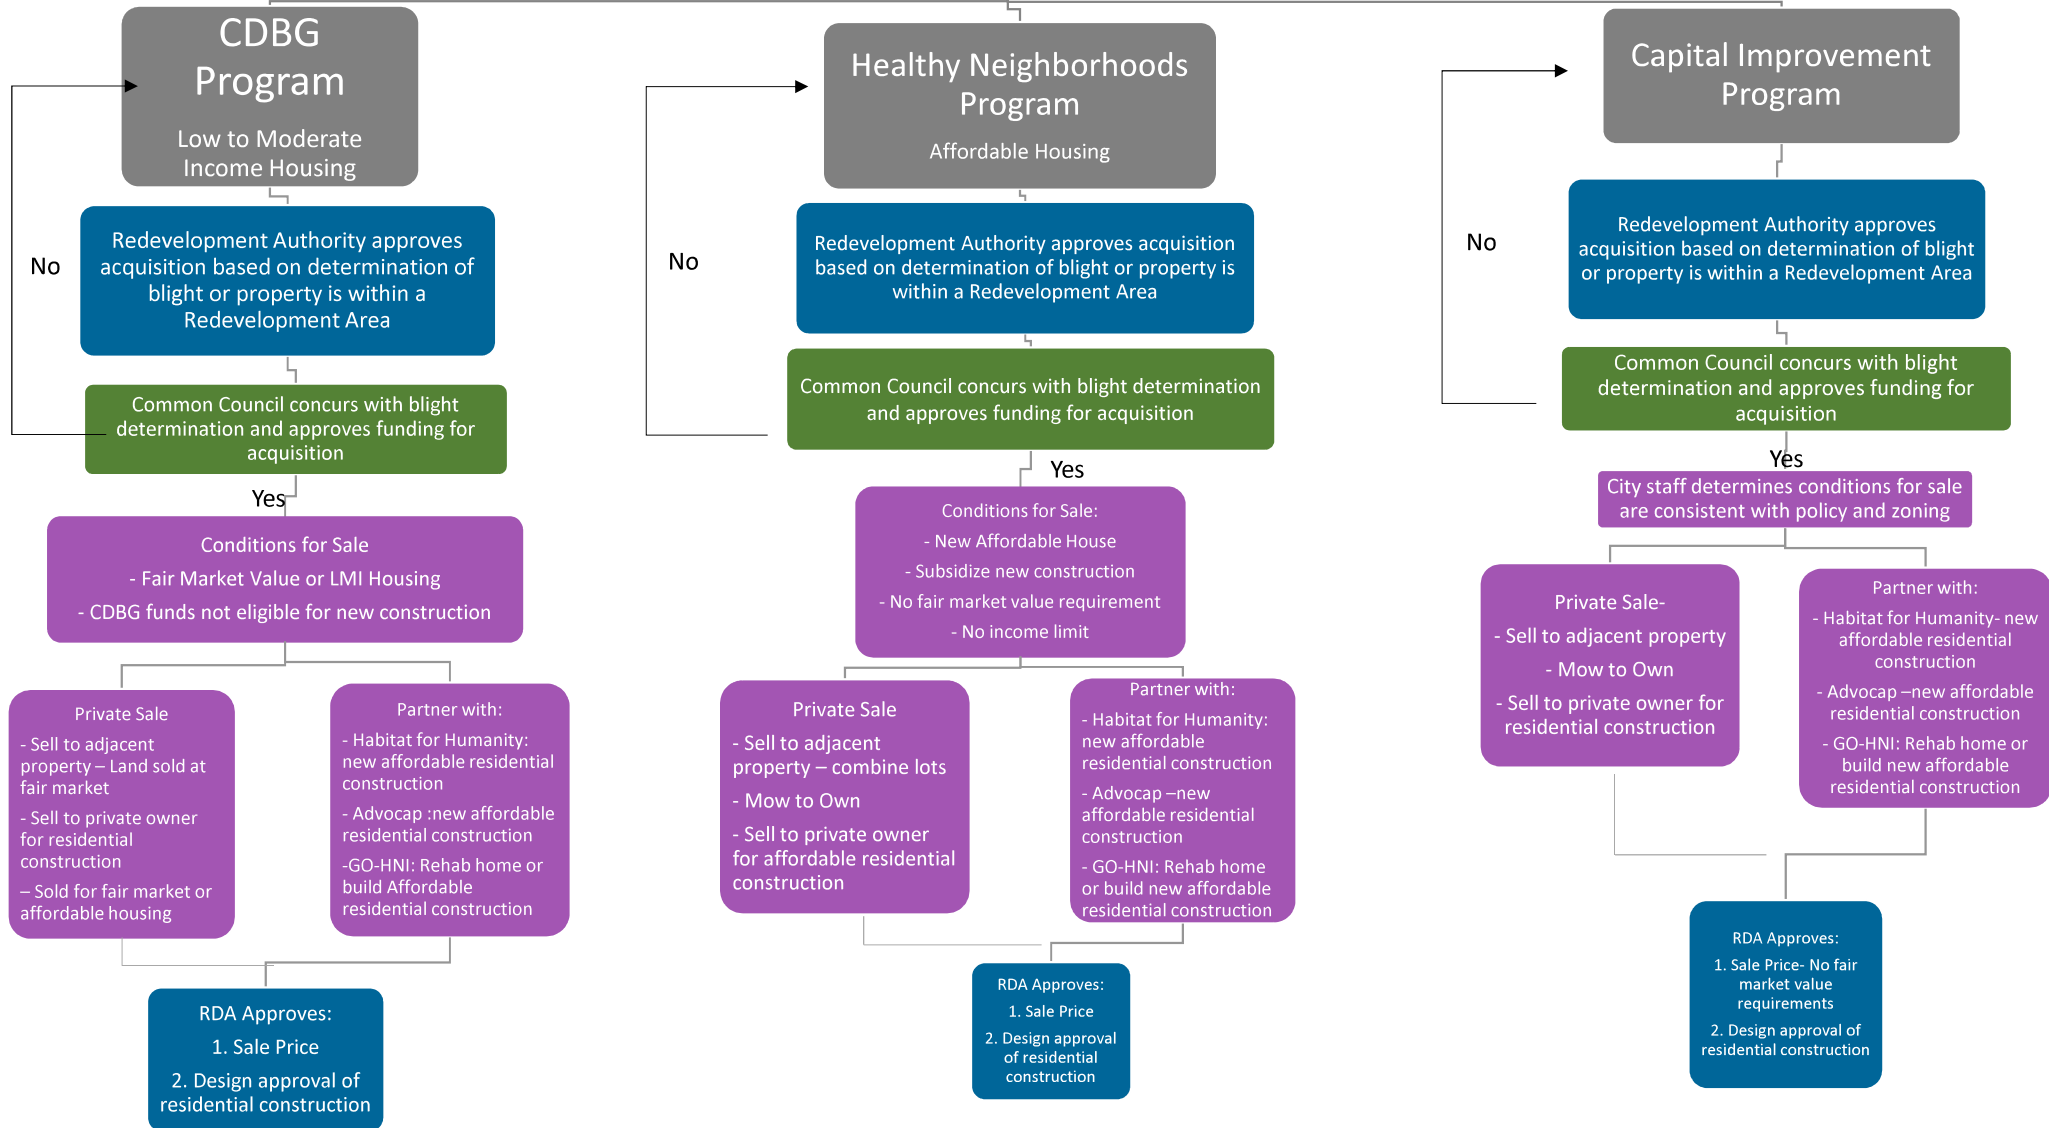 CDBG
Program
Low to Moderate
Income Housing
No
Redevelopment Authority approves
acquisition based on determination of
blight or property is within a
Redevelopment Area
Common Council concurs with blight
determination and approves funding for
acquisition
Yes
Conditions for Sale
- Fair Market Value or LMI Housing
- CDBG funds not eligible for new construction
Private Sale
- Sell to adjacent
property – Land sold at
fair market
- Sell to private owner
for residential
construction
– Sold for fair market or
affordable housing
Partner with:
- Habitat for Humanity:
new affordable residential
construction
- Advocap :new affordable
residential construction
-GO-HNI: Rehab home or
build Affordable
residential construction
RDA Approves:
1. Sale Price
2. Design approval of
residential construction
Healthy Neighborhoods
Program
Affordable Housing
No
Redevelopment Authority approves acquisition
based on determination of blight or property is
within a Redevelopment Area
Common Council concurs with blight determination
and approves funding for acquisition
Yes
Conditions for Sale:
- New Affordable House
- Subsidize new construction
- No fair market value requirement
- No income limit
Private Sale
- Sell to adjacent
property – combine lots
- Mow to Own
- Sell to private owner
for affordable residential
construction
Partner with:
- Habitat for Humanity:
new affordable
residential construction
- Advocap –new
affordable residential
construction
- GO-HNI: Rehab home
or build new affordable
residential construction
RDA Approves:
1. Sale Price
2. Design approval
of residential
construction
Capital Improvement
Program
No
Redevelopment Authority approves
acquisition based on determination of blight
or property is within a Redevelopment Area
Common Council concurs with blight
determination and approves funding for
acquisition
Yes
City staff determines conditions for sale
are consistent with policy and zoning
Private Sale-
- Sell to adjacent property
- Mow to Own
- Sell to private owner for
residential construction
Partner with:
- Habitat for Humanity- new
affordable residential
construction
- Advocap –new affordable
residential construction
- GO-HNI: Rehab home or
build new affordable
residential construction
RDA Approves:
1. Sale Price- No fair
market value
requirements
2. Design approval of
residential construction